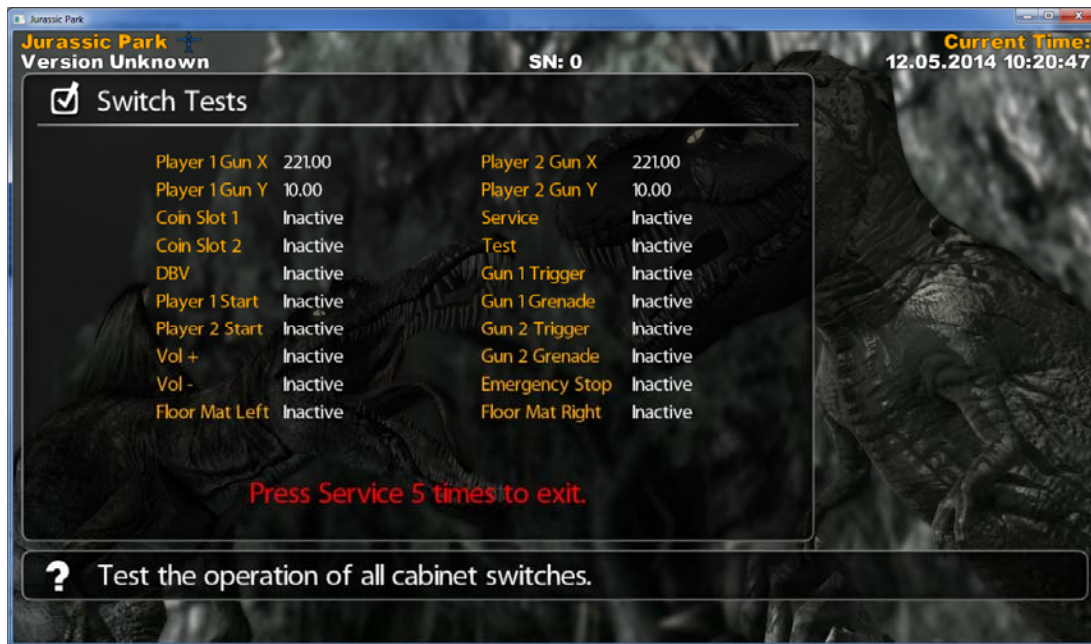 Jurassic Park
Jurassic Park
Current Time:
Version Unknown SN: 0 12.05.2014 10:20:47
Switch Tests
Player 1 Gun X 221.00 Player 2 Gun X 221.00
Player 1 Gun Y 10.00 Player 2 Gun Y 10.00
Coin Slot 1 Inactive Service Inactive
Coin Slot 2 Inactive Test Inactive
DBV Inactive Gun 1 Trigger Inactive
Player 1 Start Inactive Gun 1 Grenade Inactive
Player 2 Start Inactive Gun 2 Trigger Inactive
Vol + Inactive Gun 2 Grenade Inactive
Vol - Inactive Emergency Stop Inactive
Floor Mat Left Inactive Floor Mat Right Inactive
Press Service 5 times to exit.
? Test the operation of all cabinet switches.